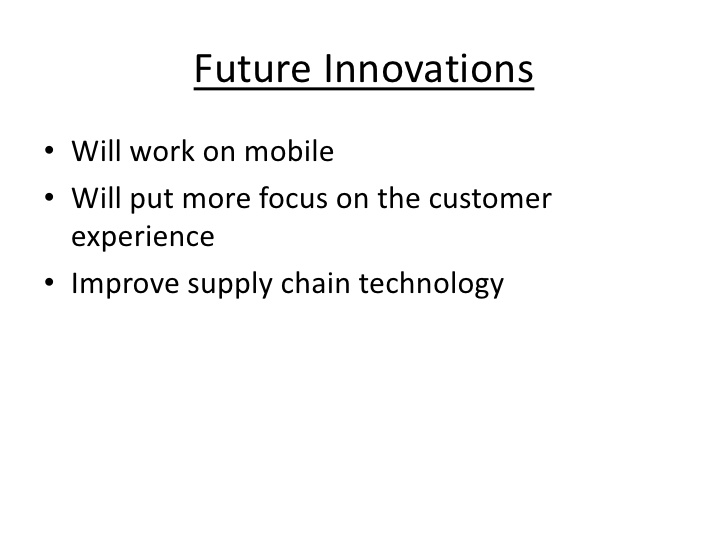 Future Innovations
• Will work on mobile
• Will put more focus on the customer
experience
• Improve supply chain technology